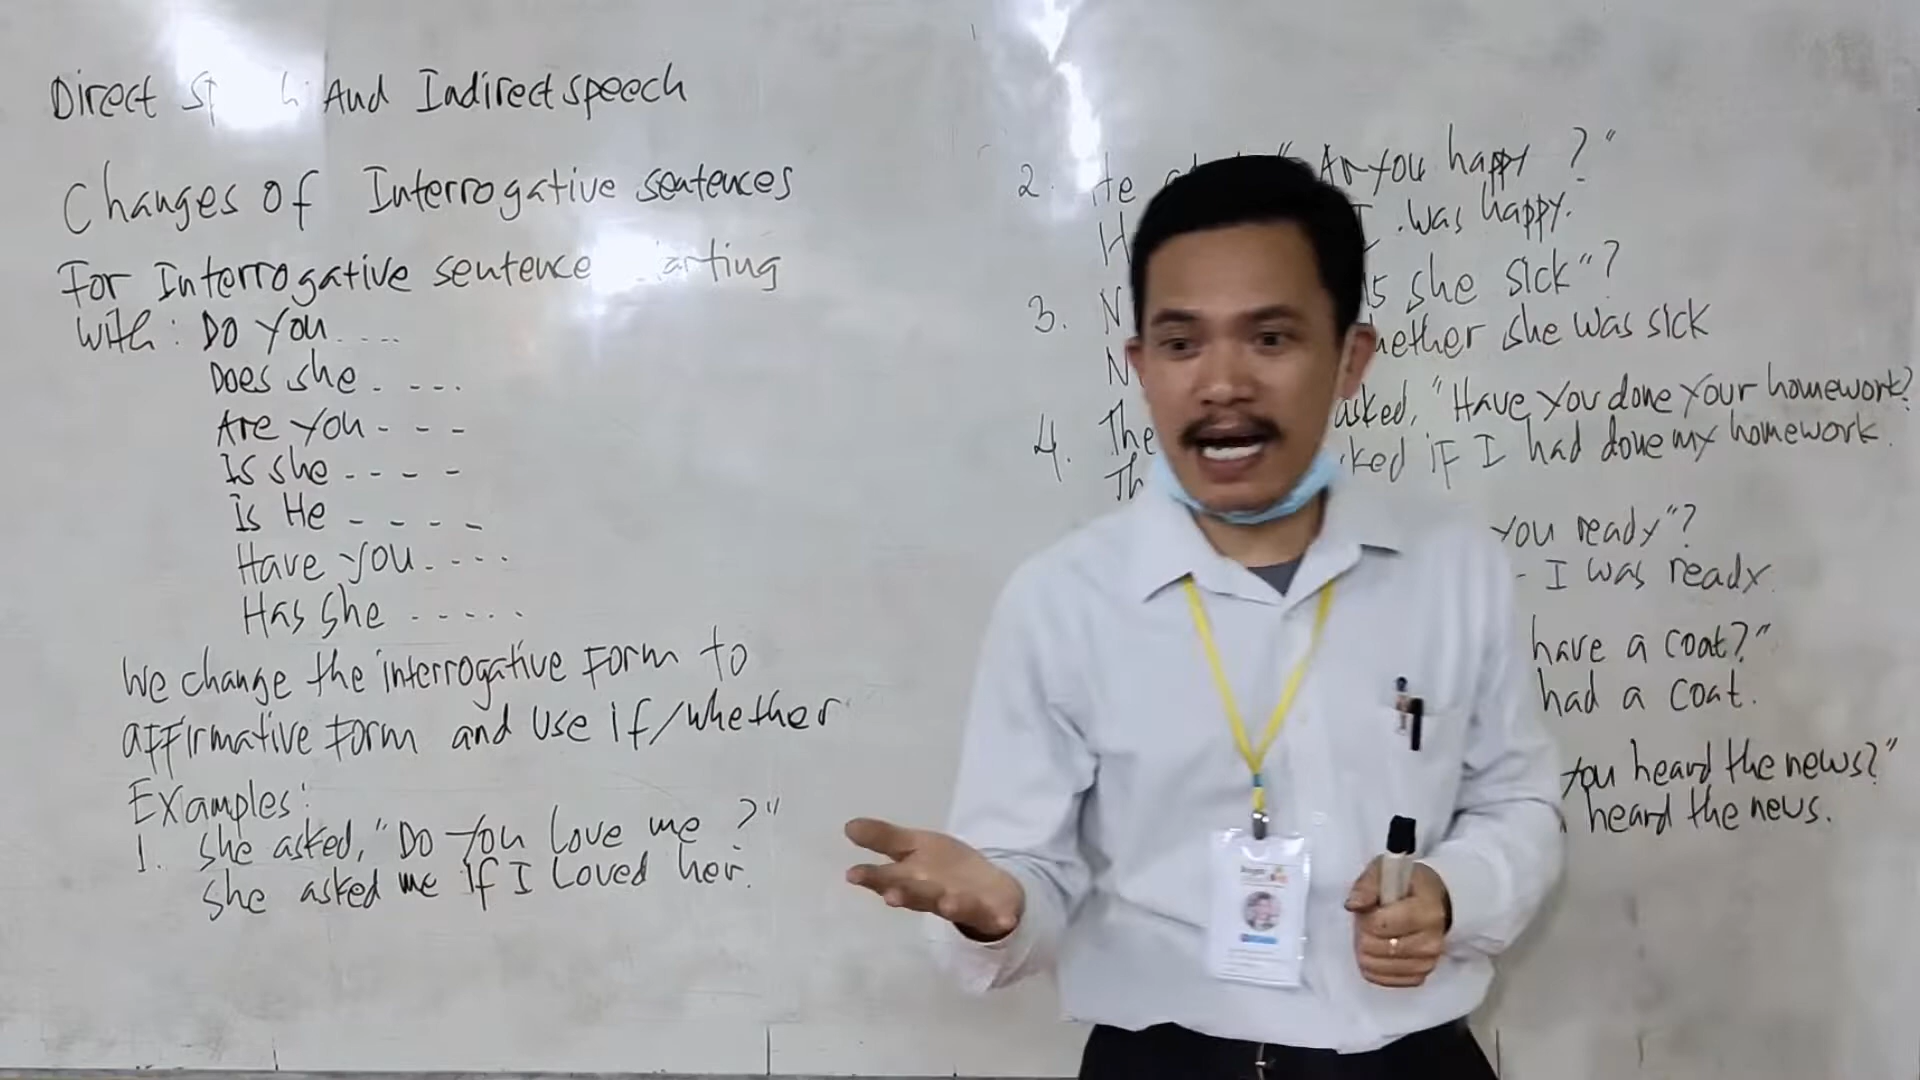 Direct And Indirect speech
Changes of Interrogative sentences
For Interrogative sentence
with: Do you....
Does she. ---.
Are you - - -
Is she - - - -
is He - - - -
Have you. - - -
Has she - - - - -
We change the interrogative Form to
affirmative Form and use if/whether
Examples:
1. she asked, "Do you love me ?"
she asked me if I Loved her.
2. He you happy ?"
I was happy.
3. she sick"?
whether she was sick
4. The asked, "Have you done your homework?
if I had done my homework.
you ready"?
- I was ready.
have a coat?"
had a coat.
you heard the news?"
heard the news.